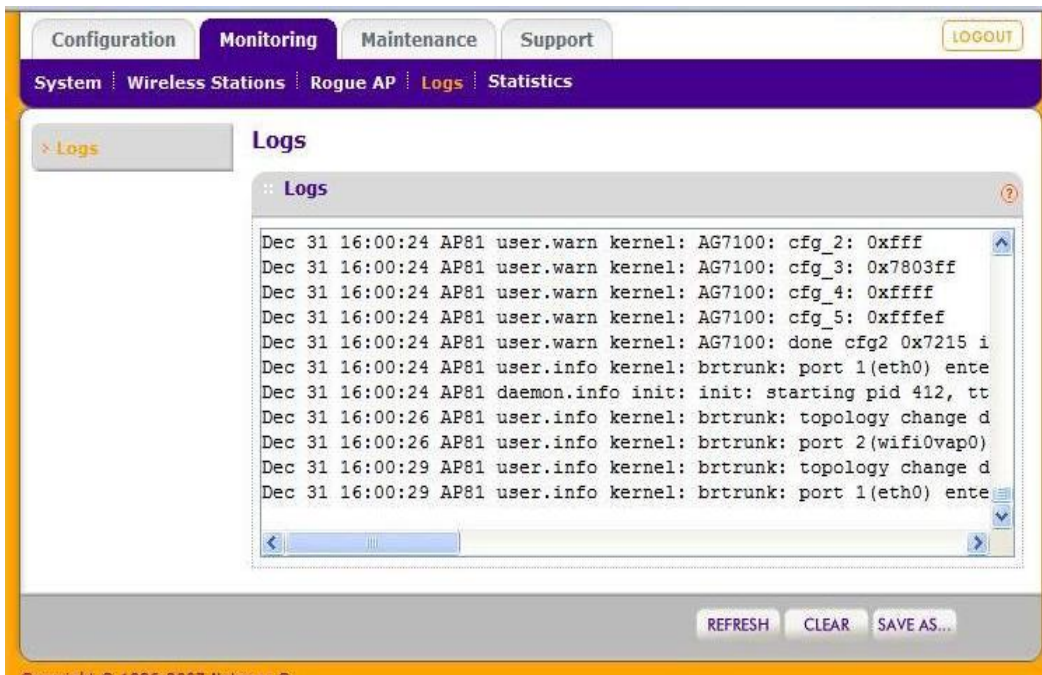 Configuration Monitoring Maintenance Support LOGOUT
System Wireless Stations Rogue AP Logs Statistics
> Logs
Logs
:: Logs ?
Dec 31 16:00:24 AP81 user.warn kernel: AG7100: cfg_2: 0xfff
Dec 31 16:00:24 AP81 user.warn kernel: AG7100: cfg_3: 0x7803ff
Dec 31 16:00:24 AP81 user.warn kernel: AG7100: cfg_4: 0xffff
Dec 31 16:00:24 AP81 user.warn kernel: AG7100: cfg_5: 0xfffef
Dec 31 16:00:24 AP81 user.warn kernel: AG7100: done cfg2 0x7215 i
Dec 31 16:00:24 AP81 user.info kernel: brtrunk: port 1(eth0) ente
Dec 31 16:00:24 AP81 daemon.info init: init: starting pid 412, tt
Dec 31 16:00:26 AP81 user.info kernel: brtrunk: topology change d
Dec 31 16:00:26 AP81 user.info kernel: brtrunk: port 2(wifi0vap0)
Dec 31 16:00:29 AP81 user.info kernel: brtrunk: topology change d
Dec 31 16:00:29 AP81 user.info kernel: brtrunk: port 1(eth0) ente
REFRESH CLEAR SAVE AS...